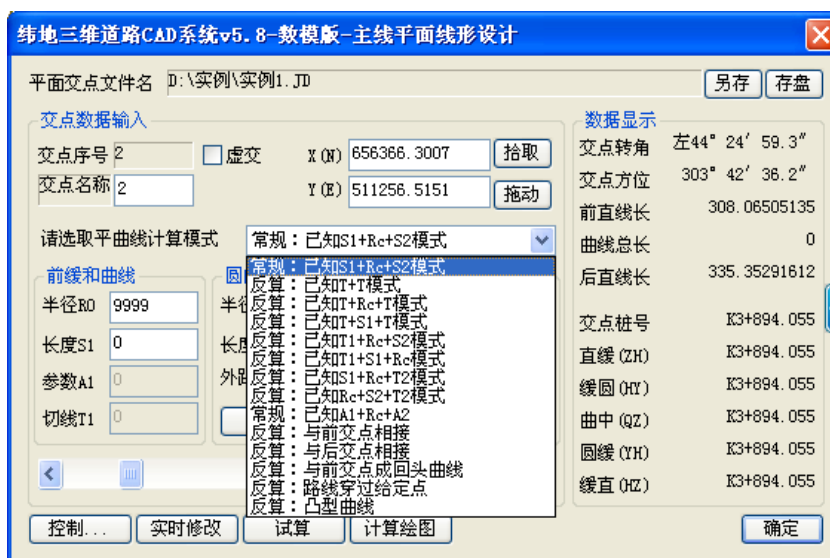 纬地三维道路CAD系统v5.8-数模版-主线平面线形设计
平面交点文件名 D:\实例\实例1.JD 另存 存盘
交点数据输入
交点序号 2 虚交 X(N) 656366.3007 拾取
交点名称 2 Y(E) 511256.5151 拖动
请选取平曲线计算模式 常规：已知S1+Rc+S2模式
常规：已知S1+Rc+S2模式
反算：已知T+T模式
反算：已知T+Rc+T模式
反算：已知T+S1+T模式
反算：已知T1+Rc+S2模式
反算：已知T1+S1+Rc模式
反算：已知S1+Rc+T2模式
反算：已知Rc+S2+T2模式
常规：已知A1+Rc+A2
反算：与前交点相接
反算：与后交点相接
反算：与前交点成回头曲线
反算：路线穿过给定点
反算：凸型曲线
前缓和曲线
半径R0 9999
长度S1 0
参数A1 0
切线T1 0
数据显示
交点转角 左44° 24′ 59.3″
交点方位 303° 42′ 36.2″
前直线长 308.06505135
曲线总长 0
后直线长 335.35291612
交点桩号 K3+894.055
直缓(ZH) K3+894.055
缓圆(HY) K3+894.055
曲中(QZ) K3+894.055
圆缓(YH) K3+894.055
缓直(HZ) K3+894.055
控制... 实时修改 试算 计算绘图 确定